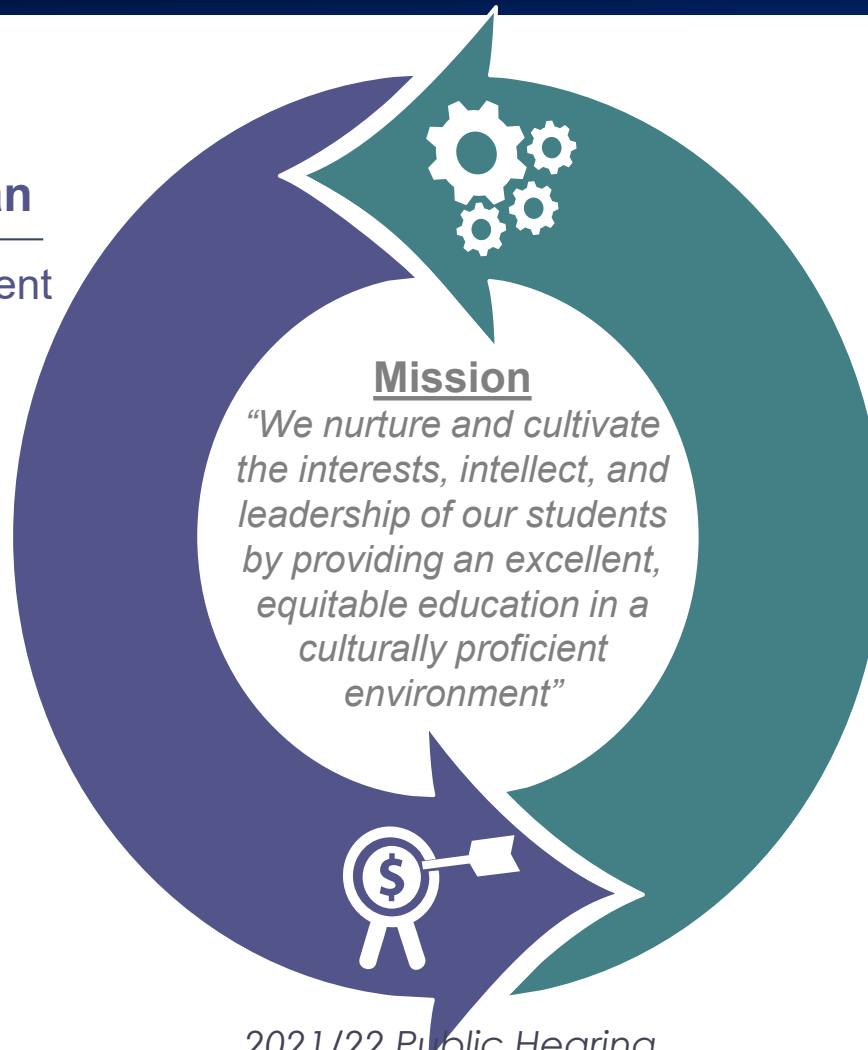 Mission
“We nurture and cultivate
the interests, intellect, and
leadership of our students
by providing an excellent,
equitable education in a
culturally proficient
environment”
$
2021/22 Public Hearing